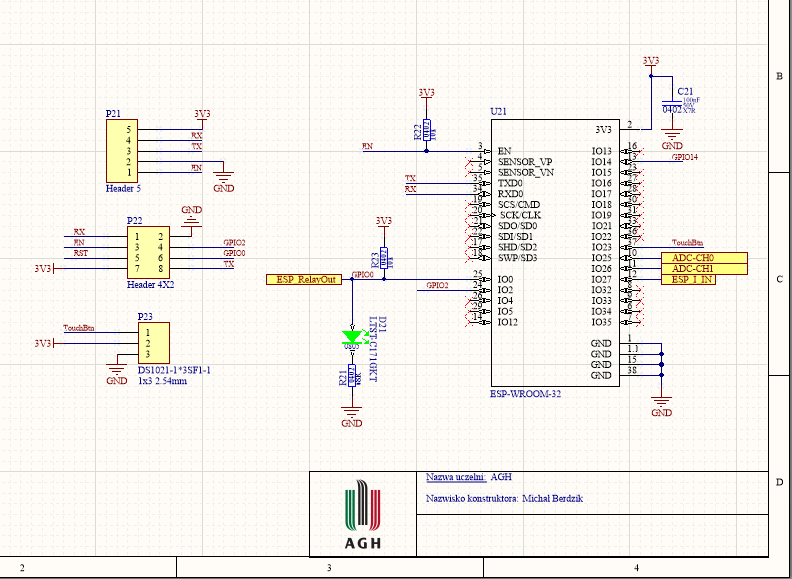 B
C
D
2
3
4
P21
3V3
5
4
3
2
1
RX
TX
EN
GND
Header 5
P22
GND
RX
EN
RST
3V3
1 2
3 4
5 6
7 8
GPIO2
GPIO0
TX
Header 4X2
P23
TouchBtn
3V3
1
2
3
GND
DS1021-1*3SF1-1
1x3 2.54mm
3V3
R22
EN
TX
RX
3V3
R23
ESP_RelayOut
GPIO0
GPIO2
D21
LTST-C171GKT
0805
R21
GND
U21
3 EN
4 SENSOR_VP
5 SENSOR_VN
35 TXD0
34 RXD0
SCS/CMD
SCK/CLK
SDO/SD0
SDI/SD1
SHD/SD2
SWP/SD3
25 IO0
24 IO2
IO4
IO5
14 IO12
3V3 2
IO13 16
IO14
IO15
IO16
IO17
IO18
IO19
IO21
IO22
IO23
IO25
IO26
IO27
IO32
IO33
IO34
IO35
GND 1
GND
GND 15
GND 38
ESP-WROOM-32
3V3
C21
100nF
0402
X7R
GND
GPIO14
TouchBtn
ADC-CH0
ADC-CH1
ESP_I_IN
GND
AGH
Nazwa uczelni: AGH
Nazwisko konstruktora: Michał Berdzik